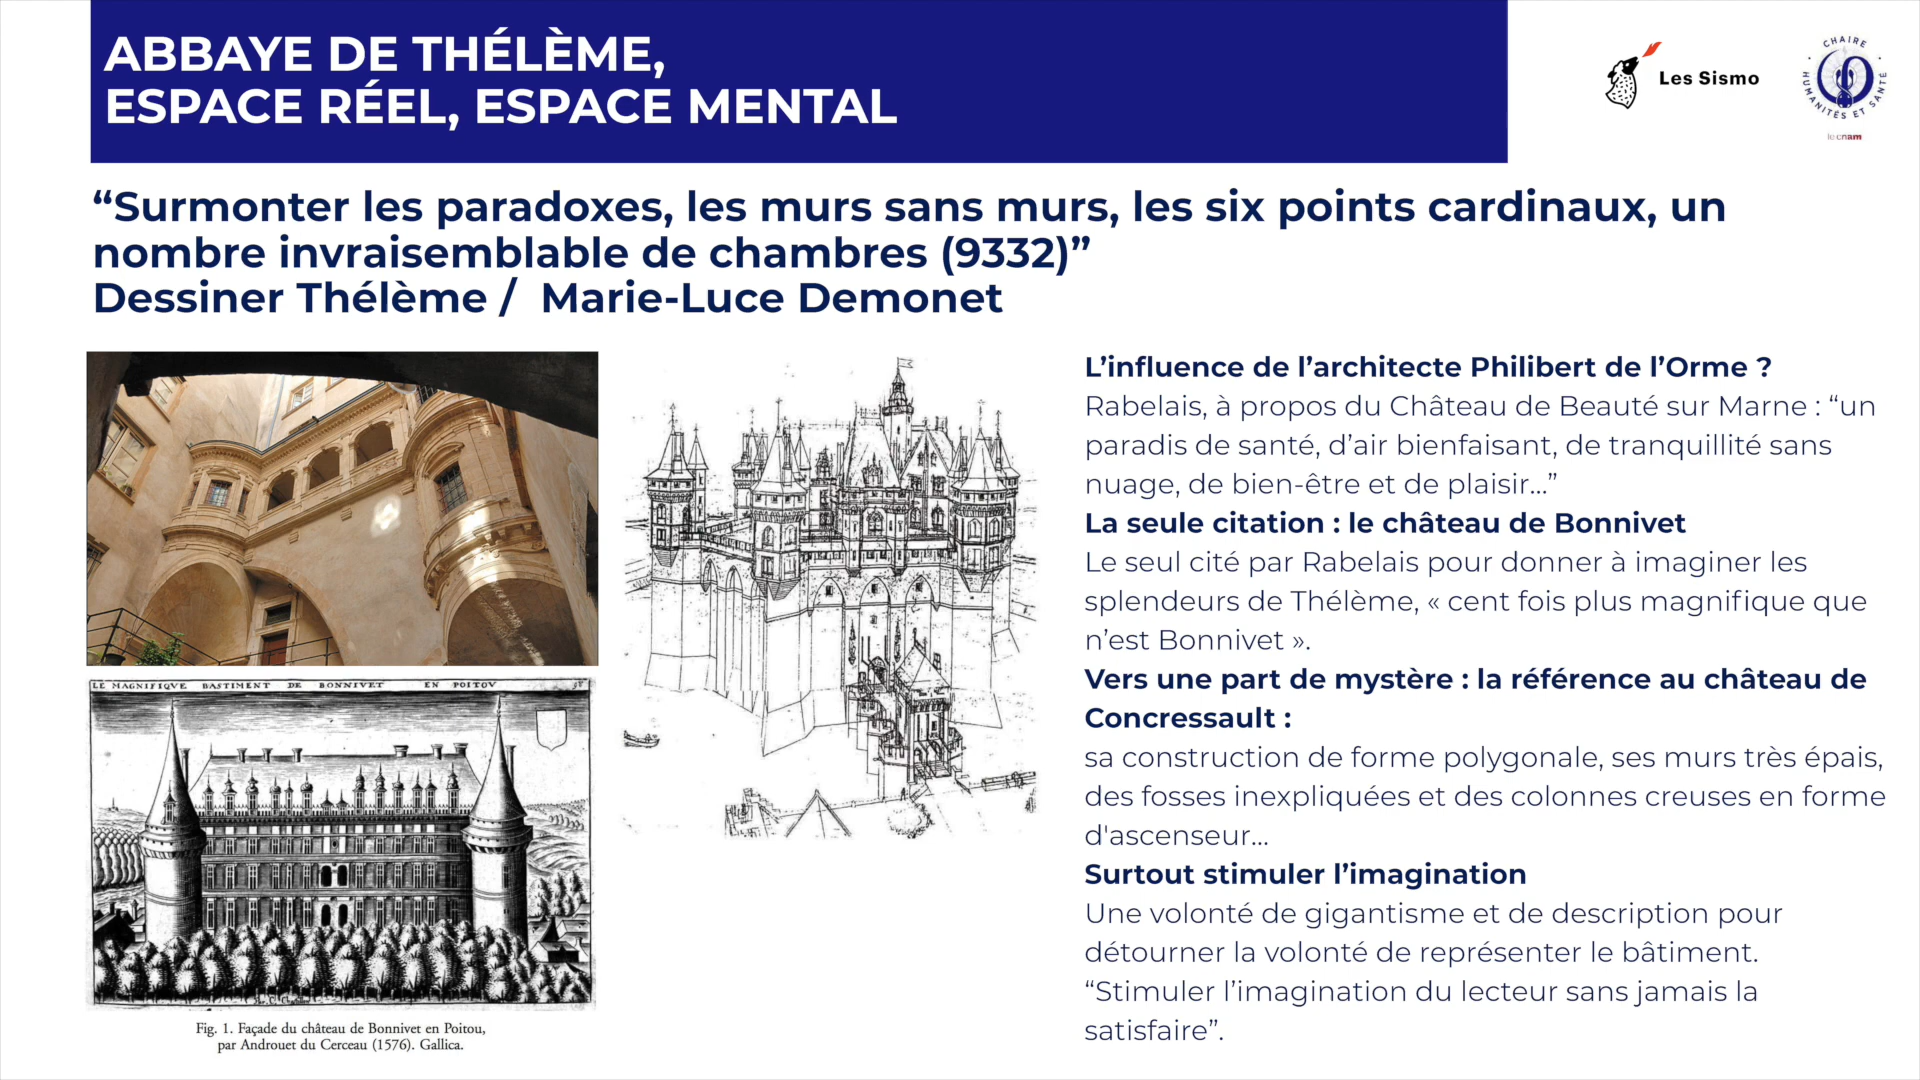 ABBAYE DE THÉLÈME,
ESPACE RÉEL, ESPACE MENTAL
Les Sismo
CHAIRE
HUMANITÉS ET SANTÉ
le cnam
“Surmonter les paradoxes, les murs sans murs, les six points cardinaux, un
nombre invraisemblable de chambres (9332)”
Dessiner Thélème / Marie-Luce Demonet
LE MAGNIFIQVE BASTIMENT DE BONNIVET EN POITOV
Fig. 1. Façade du château de Bonnivet en Poitou,
par Androuet du Cerceau (1576). Gallica.
L’influence de l’architecte Philibert de l’Orme ?
Rabelais, à propos du Château de Beauté sur Marne : “un
paradis de santé, d’air bienfaisant, de tranquillité sans
nuage, de bien-être et de plaisir...”
La seule citation : le château de Bonnivet
Le seul cité par Rabelais pour donner à imaginer les
splendeurs de Thélème, « cent fois plus magnifique que
n’est Bonnivet ».
Vers une part de mystère : la référence au château de
Concressault :
sa construction de forme polygonale, ses murs très épais,
des fosses inexpliquées et des colonnes creuses en forme
d'ascenseur...
Surtout stimuler l’imagination
Une volonté de gigantisme et de description pour
détourner la volonté de représenter le bâtiment.
“Stimuler l’imagination du lecteur sans jamais la
satisfaire”.